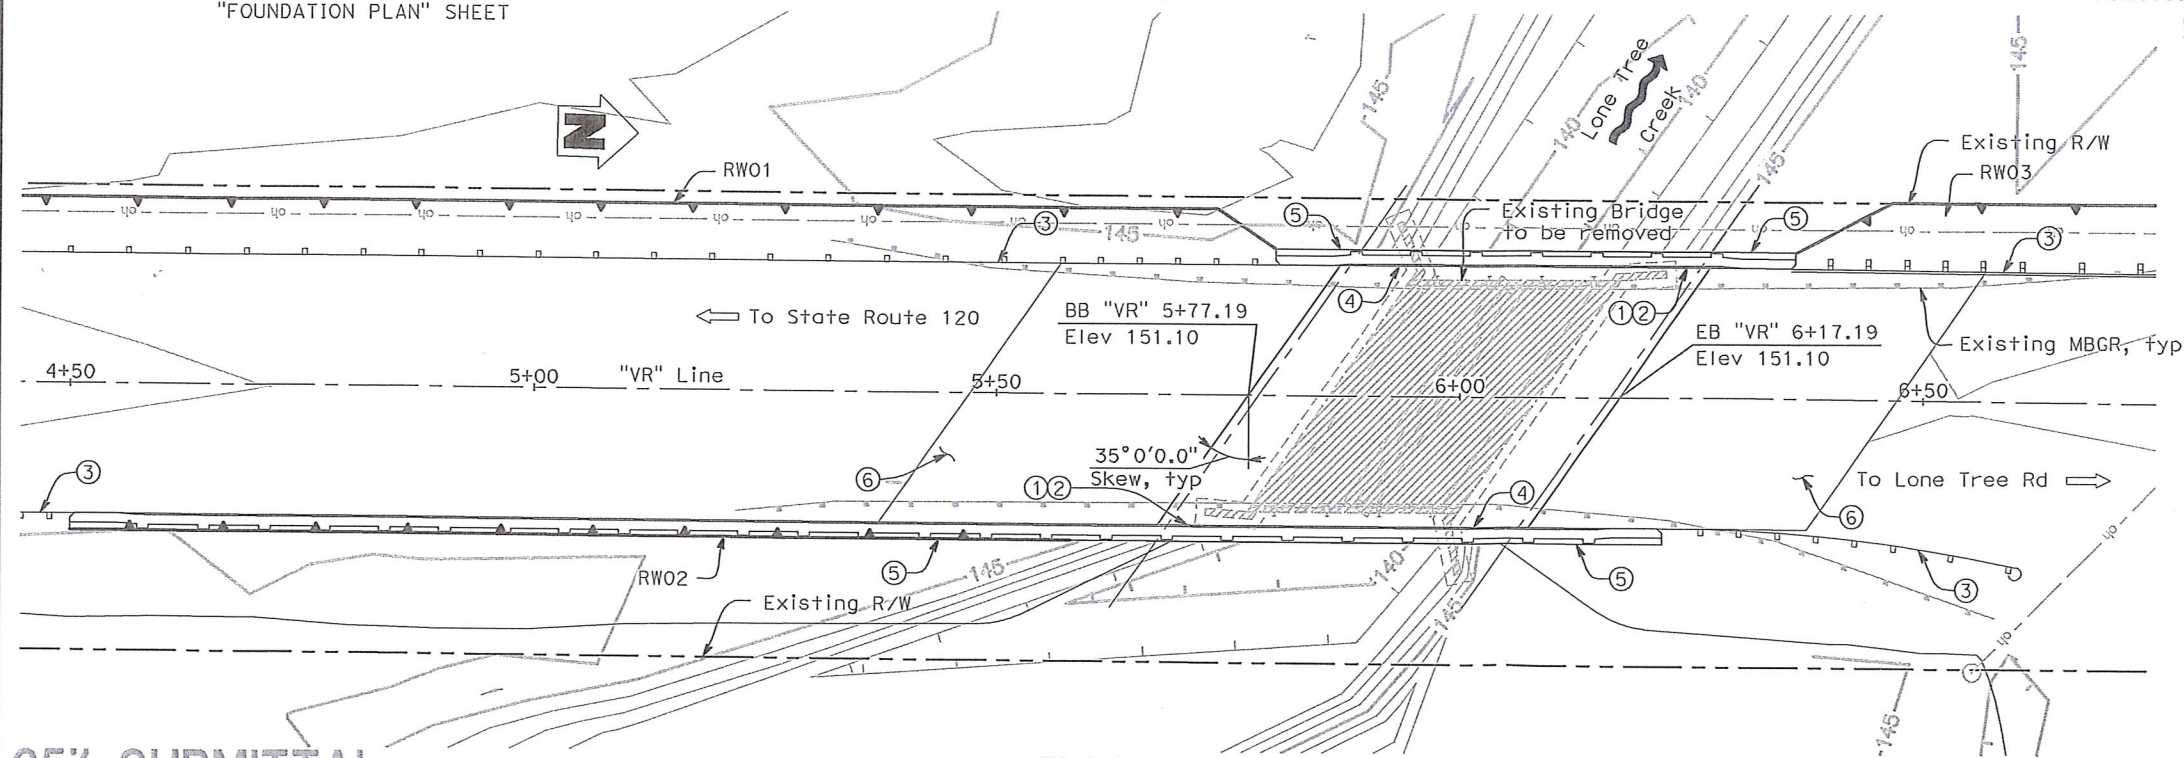 "FOUNDATION PLAN" SHEET
145
Lone Tree
Creek
140
140
145
145
N
RW01
Existing R/W
RW03
5
5
3
3
Existing Bridge
to be removed
145
4
1 2
To State Route 120
BB "VR" 5+77.19
Elev 151.10
EB "VR" 6+17.19
Elev 151.10
Existing MBGR, typ
4+50
5+00
"VR" Line
5+50
6+00
6+50
35°0'0.0"
Skew, typ
3
6
1 2
4
To Lone Tree Rd
6
RW02
5
145
140
5
3
Existing R/W
145
145